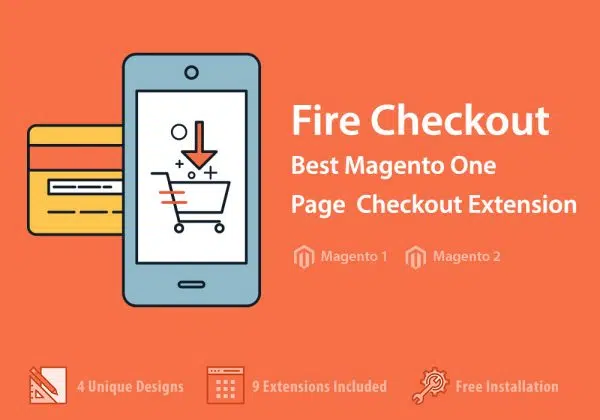 Fire Checkout
Best Magento One
Page Checkout Extension
Magento 1 Magento 2
4 Unique Designs 9 Extensions Included Free Installation